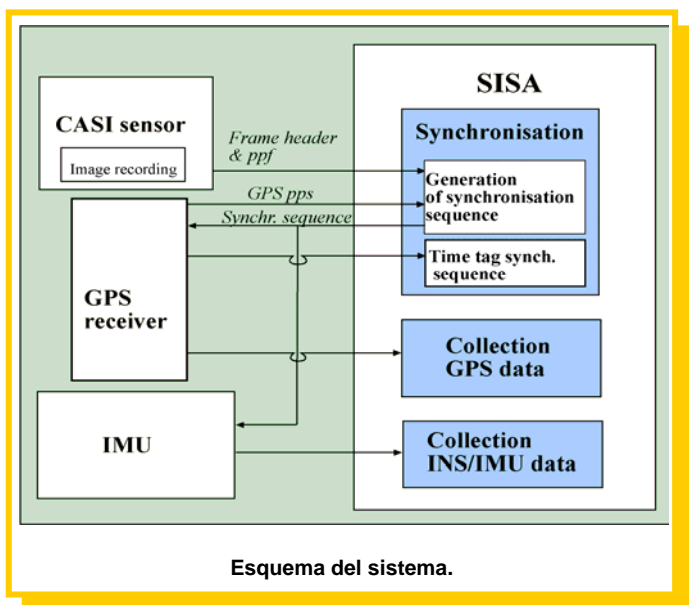 SISA
CASI sensor
Image recording
Frame header
& ppf
GPS pps
Synchr. sequence
Synchronisation
Generation
of synchronisation
sequence
Time tag synch.
sequence
GPS
receiver
Collection
GPS data
IMU
Collection
INS/IMU data
Esquema del sistema.